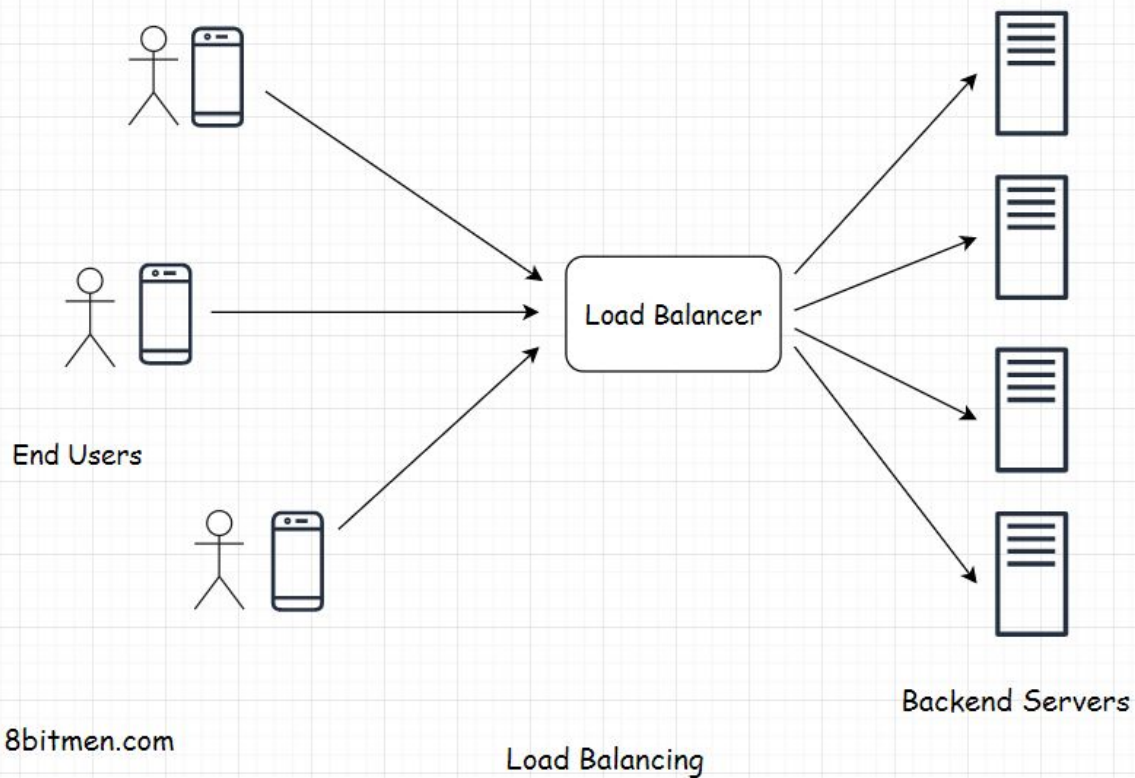 Load Balancer
End Users
Backend Servers
8bitmen.com
Load Balancing